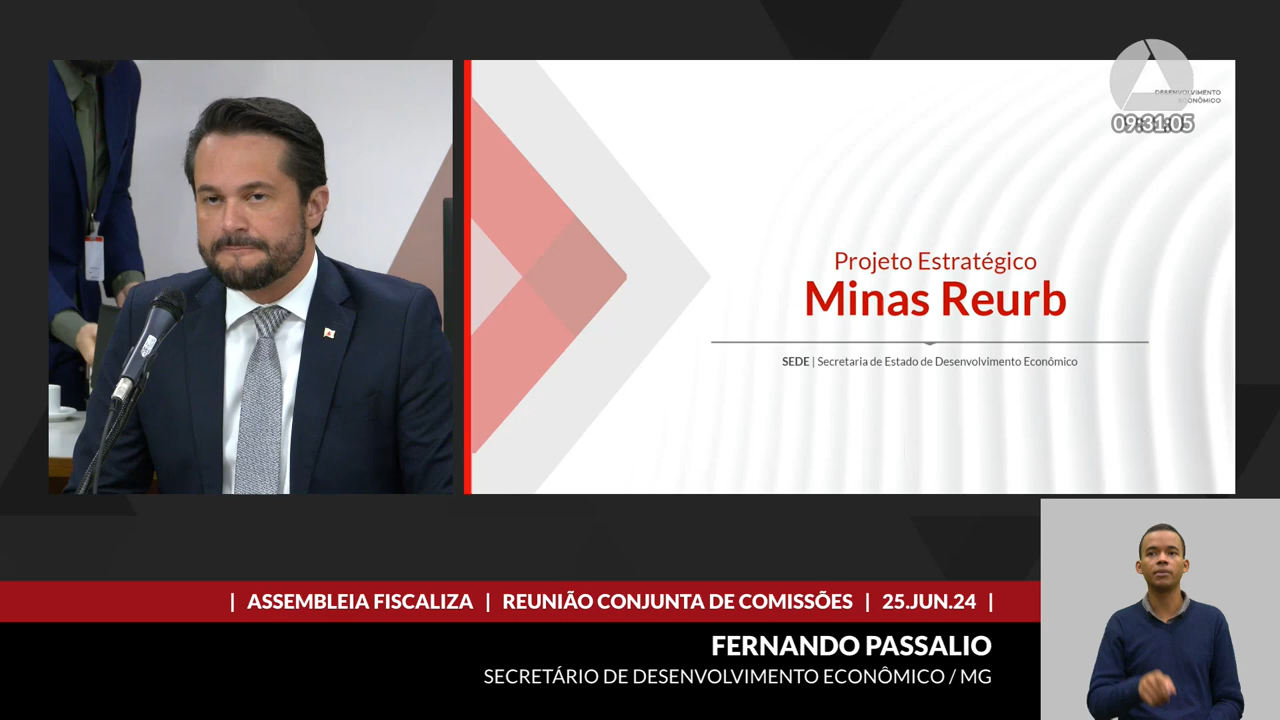 DESENVOLVIMENTO
ECONÔMICO
09:31:05
Projeto Estratégico
Minas Reurb
SEDE | Secretaria de Estado de Desenvolvimento Econômico
| ASSEMBLEIA FISCALIZA | REUNIÃO CONJUNTA DE COMISSÕES | 25.JUN.24 |
FERNANDO PASSALIO
SECRETÁRIO DE DESENVOLVIMENTO ECONÔMICO / MG